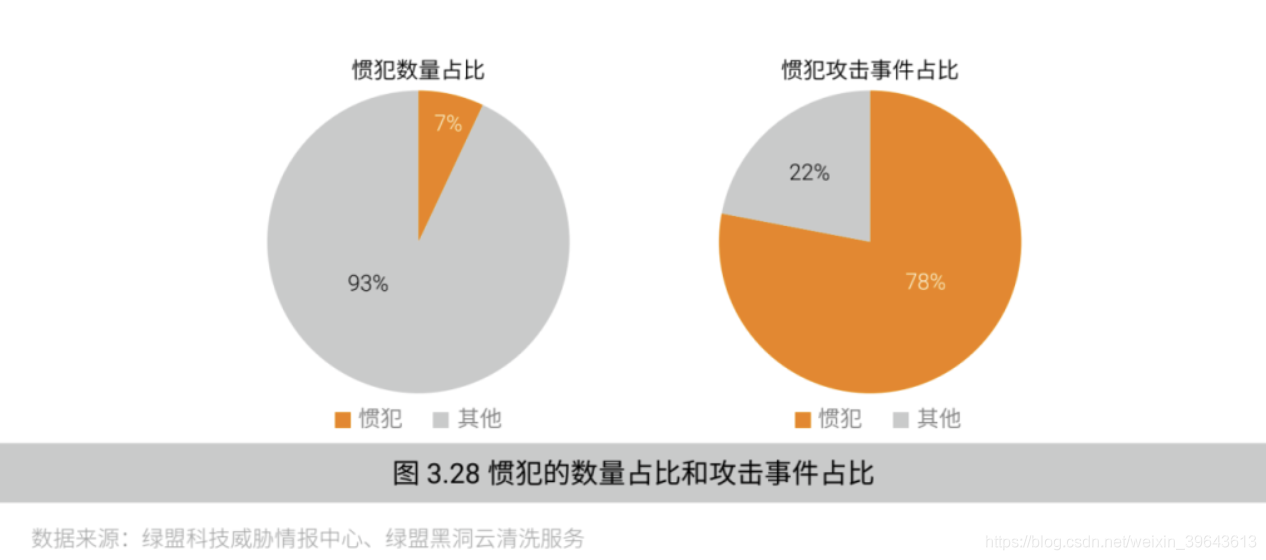 惯犯数量占比
惯犯攻击事件占比
7%
93%
22%
78%
惯犯 其他
惯犯 其他
图 3.28 惯犯的数量占比和攻击事件占比
数据来源：绿盟科技威胁情报中心、绿盟黑洞云清洗服务
https://blog.csdn.net/weixin_39643613